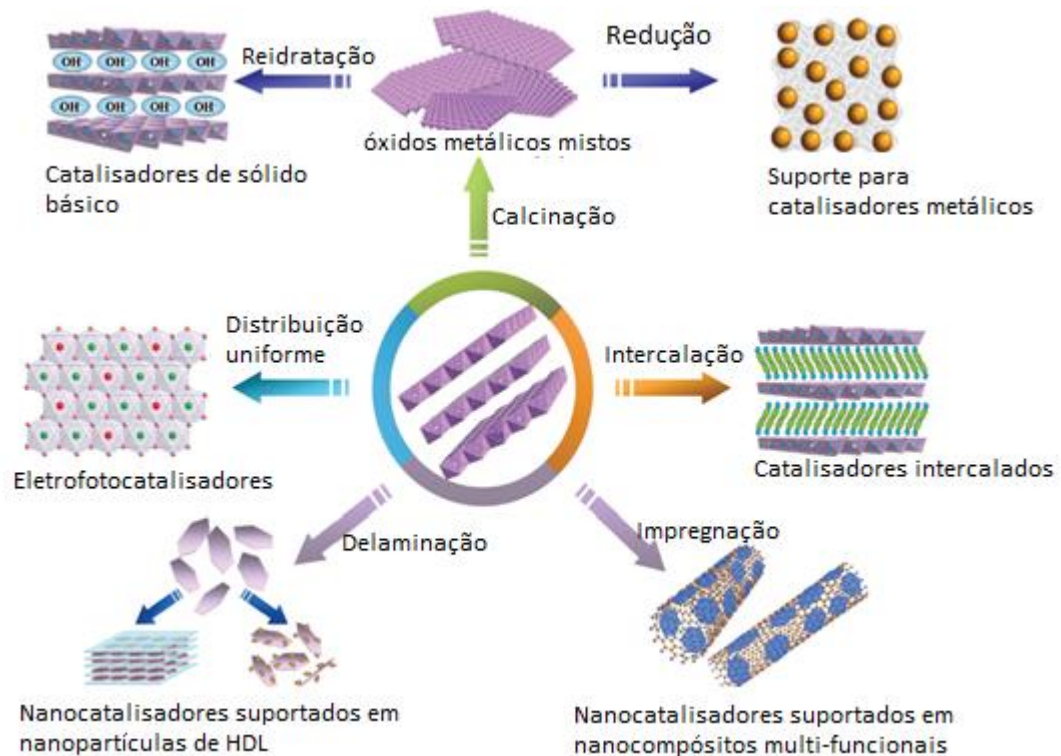 Redução
Reidratação
OH OH OH OH
OH OH OH OH
óxidos metálicos mistos
Catalisadores de sólido
básico
Suporte para
catalisadores metálicos
Calcinação
Distribuição
uniforme
Intercalação
Eletrofotocatalisadores
Catalisadores intercalados
Delaminação
Impregnação
Nanocatalisadores suportados em
nanopartículas de HDL
Nanocatalisadores suportados em
nanocompósitos multi-funcionais